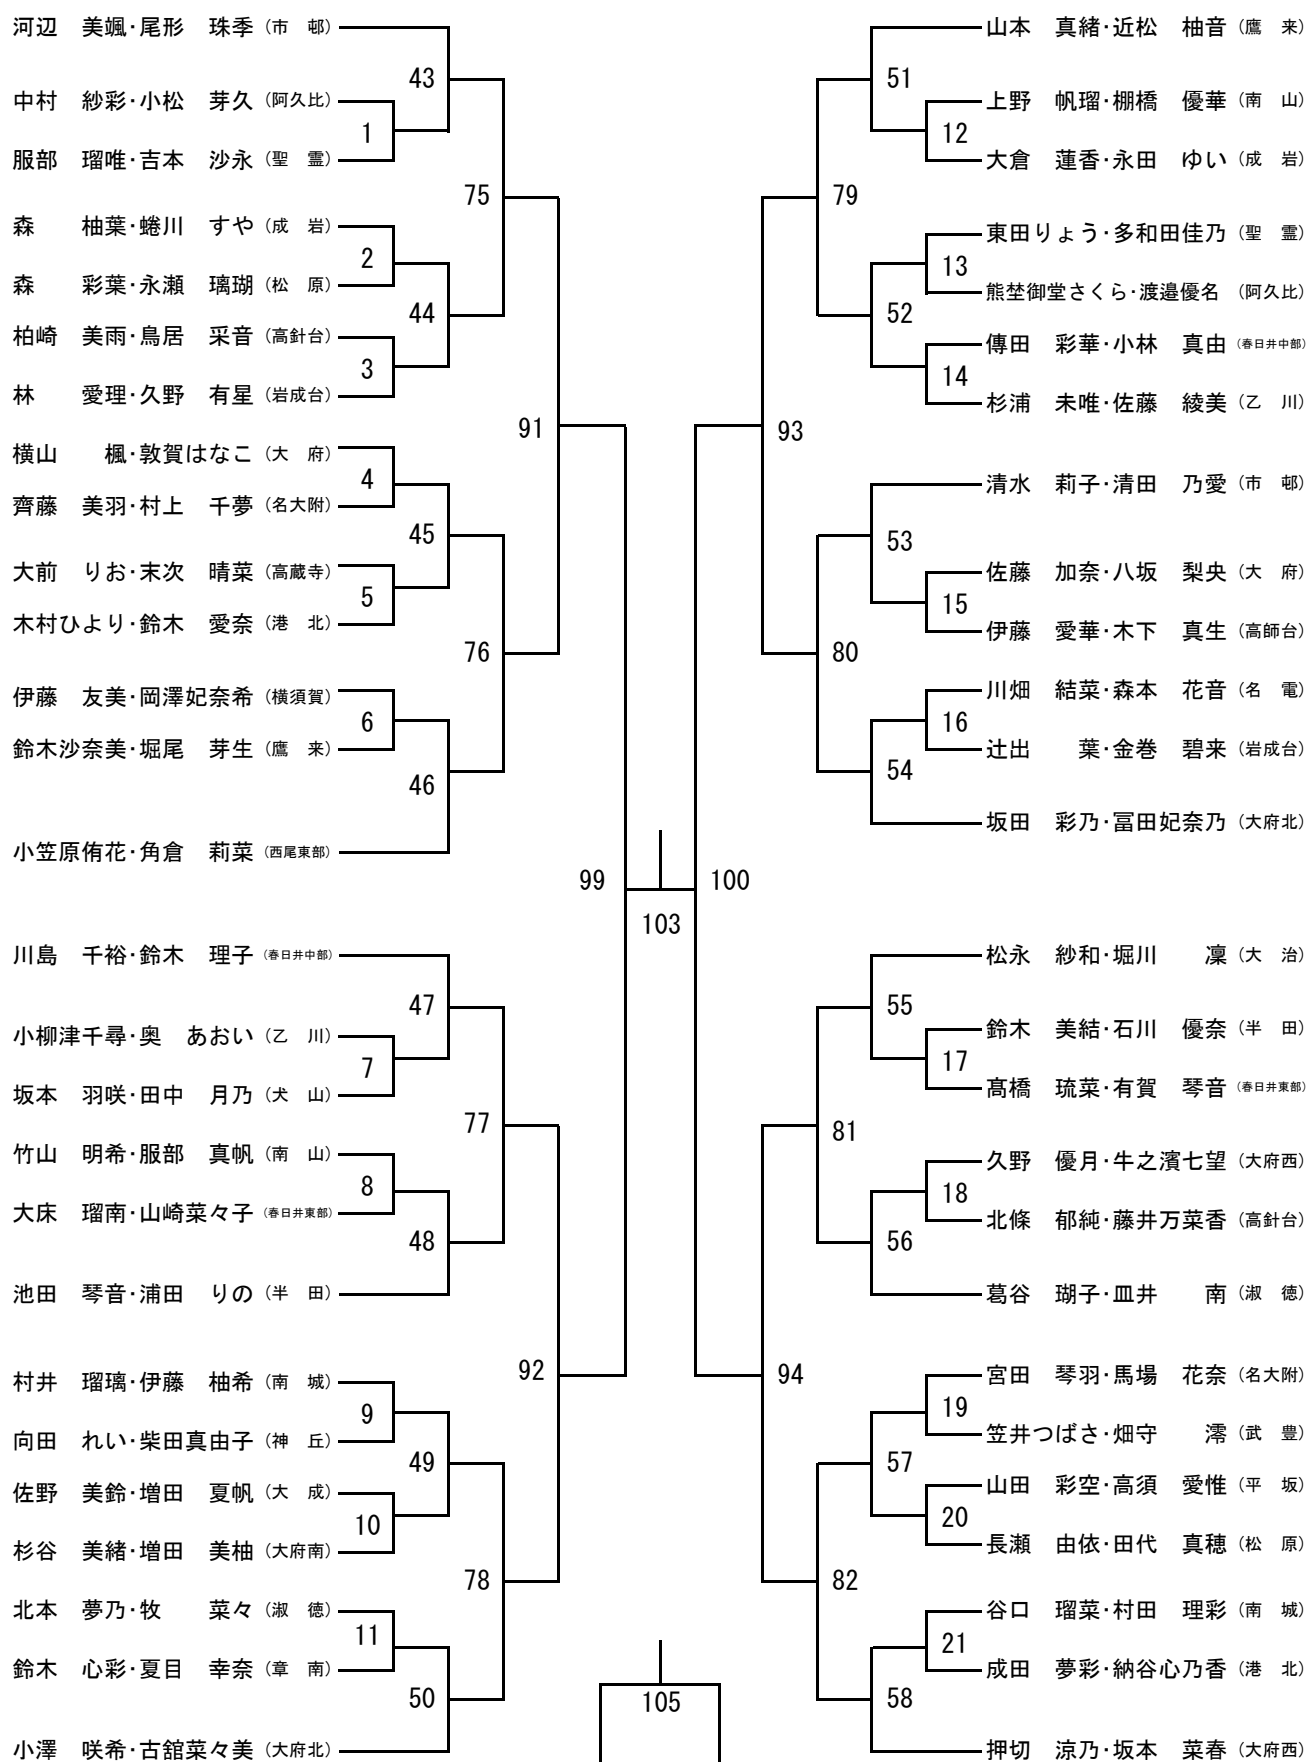 河辺　美颯・尾形　珠季（市　邨）
43
中村　紗彩・小松　芽久（阿久比）
1
服部　瑠唯・吉本　沙永（聖　霊）
75
森　　柚葉・蜷川　すや（成　岩）
2
森　　彩葉・永瀬　璃瑚（松　原）
44
柏崎　美雨・鳥居　采音（高針台）
3
林　　愛理・久野　有星（岩成台）
91
横山　　楓・敦賀はなこ（大　府）
4
齊藤　美羽・村上　千夢（名大附）
45
大前　りお・末次　晴菜（高蔵寺）
5
木村ひより・鈴木　愛奈（港　北）
76
伊藤　友美・岡澤妃奈希（横須賀）
6
鈴木沙奈美・堀尾　芽生（鷹　来）
46
小笠原侑花・角倉　莉菜（西尾東部）
99
川島　千裕・鈴木　理子（春日井中部）
47
小柳津千尋・奥　あおい（乙　川）
7
坂本　羽咲・田中　月乃（犬　山）
77
竹山　明希・服部　真帆（南　山）
8
大床　瑠南・山崎菜々子（春日井東部）
48
池田　琴音・浦田　りの（半　田）
92
村井　瑠璃・伊藤　柚希（南　城）
9
向田　れい・柴田真由子（神　丘）
49
佐野　美鈴・増田　夏帆（大　成）
10
杉谷　美緒・増田　美柚（大府南）
78
北本　夢乃・牧　　菜々（淑　徳）
11
鈴木　心彩・夏目　幸奈（章　南）
50
小澤　咲希・古舘菜々美（大府北）
103
105
山本　真緒・近松　柚音（鷹　来）
51
上野　帆瑠・棚橋　優華（南　山）
12
大倉　蓮香・永田　ゆい（成　岩）
79
東田りょう・多和田佳乃（聖　霊）
13
熊埜御堂さくら・渡邉優名　（阿久比）
52
傳田　彩華・小林　真由（春日井中部）
14
杉浦　未唯・佐藤　綾美（乙　川）
93
清水　莉子・清田　乃愛（市　邨）
53
佐藤　加奈・八坂　梨央（大　府）
15
伊藤　愛華・木下　真生（高師台）
80
川畑　結菜・森本　花音（名　電）
16
辻出　　葉・金巻　碧来（岩成台）
54
坂田　彩乃・冨田妃奈乃（大府北）
100
松永　紗和・堀川　　凜（大　治）
55
鈴木　美結・石川　優奈（半　田）
17
髙橋　琉菜・有賀　琴音（春日井東部）
81
久野　優月・牛之濱七望（大府西）
18
北條　郁純・藤井万菜香（高針台）
56
葛谷　瑚子・皿井　　南（淑　徳）
94
宮田　琴羽・馬場　花奈（名大附）
19
笠井つばさ・畑守　　澪（武　豊）
57
山田　彩空・高須　愛惟（平　坂）
20
長瀬　由依・田代　真穂（松　原）
82
谷口　瑠菜・村田　理彩（南　城）
21
成田　夢彩・納谷心乃香（港　北）
58
押切　涼乃・坂本　菜春（大府西）